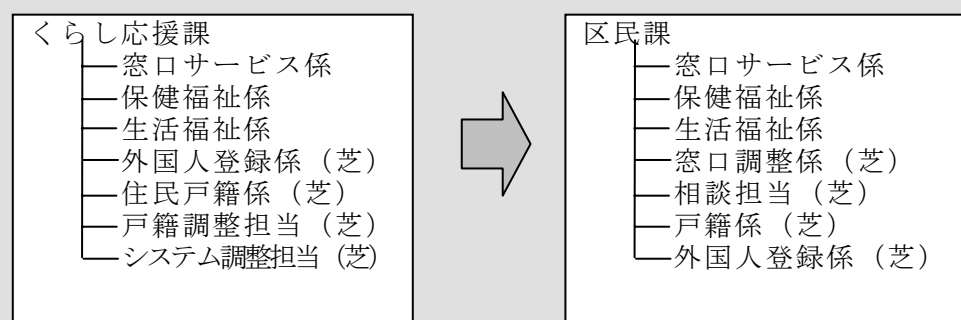 くらし応援課
窓口サービス係
保健福祉係
生活福祉係
外国人登録係（芝）
住民戸籍係（芝）
戸籍調整担当（芝）
システム調整担当（芝）
区民課
窓口サービス係
保健福祉係
生活福祉係
窓口調整係（芝）
相談担当（芝）
戸籍係（芝）
外国人登録係（芝）